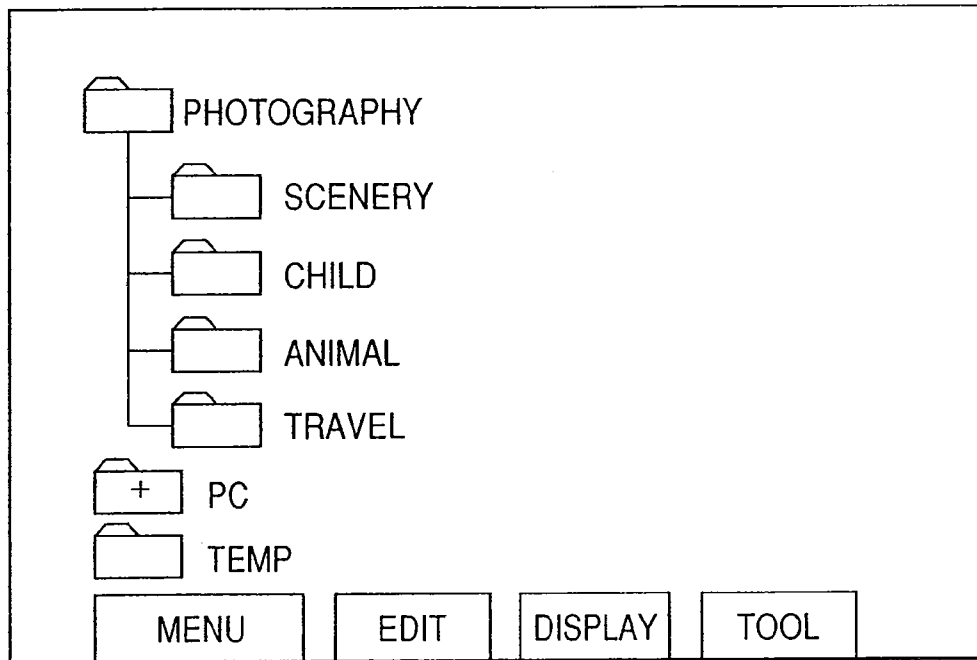 PHOTOGRAPHY
SCENERY
CHILD
ANIMAL
TRAVEL
+ PC
TEMP
MENU EDIT DISPLAY TOOL